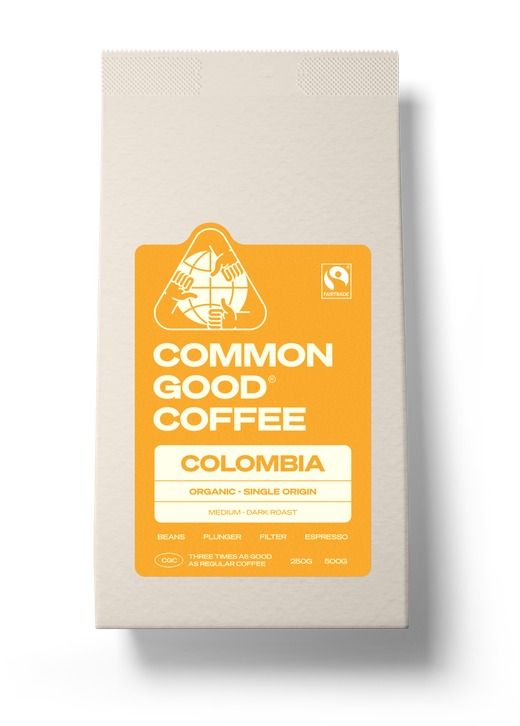 FAIRTRADE
COMMON
GOOD®
COFFEE
COLOMBIA
ORGANIC - SINGLE ORIGIN
MEDIUM - DARK ROAST
BEANS PLUNGER FILTER ESPRESSO
CGC THREE TIMES AS GOOD
AS REGULAR COFFEE 250G 500G